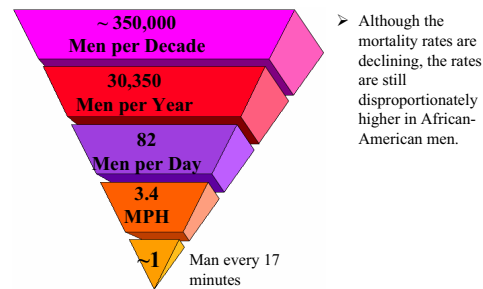 ~ 350,000
Men per Decade
30,350
Men per Year
82
Men per Day
3.4
MPH
~1
Man every 17
minutes
➢ Although the
mortality rates are
declining, the rates
are still
disproportionately
higher in African-
American men.